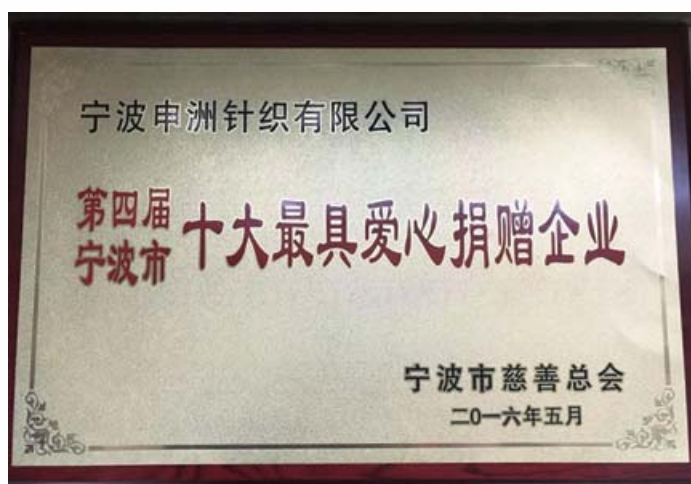 宁波申洲针织有限公司
第四届
宁波市
十大最具爱心捐赠企业
宁波市慈善总会
二0一六年五月